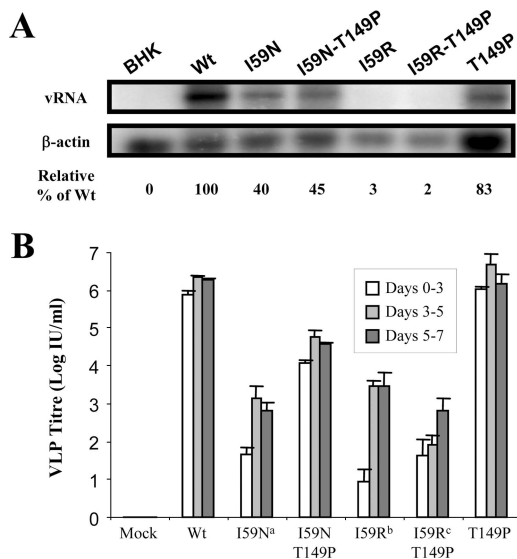 A
BHK Wt I59N I59N-T149P I59R I59R-T149P T149P
vRNA
β-actin
Relative
% of Wt 0 100 40 45 3 2 83
B
VLP Titre (Log IU/ml)
7
6
5
4
3
2
1
0
Days 0-3
Days 3-5
Days 5-7
Mock Wt I59Nᵃ I59N I59Rᵇ I59Rᶜ T149P
T149P T149P